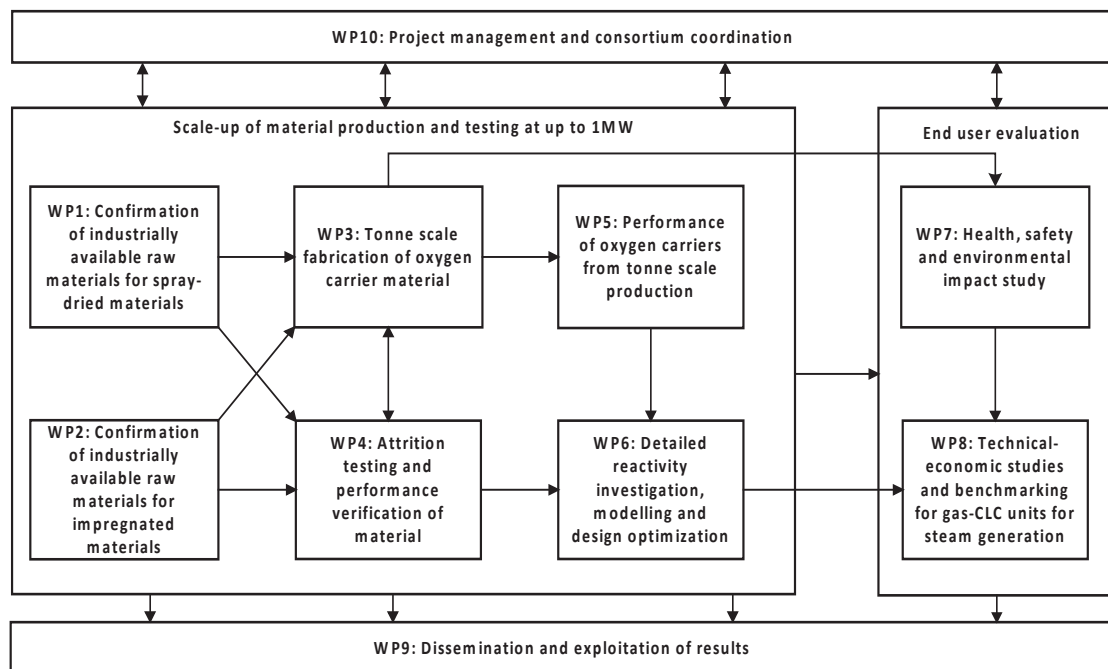 WP10: Project management and consortium coordination
Scale-up of material production and testing at up to 1MW
End user evaluation
WP1: Confirmation
of industrially
available raw
materials for spray-
dried materials
WP3: Tonne scale
fabrication of oxygen
carrier material
WP5: Performance
of oxygen carriers
from tonne scale
production
WP7: Health, safety
and environmental
impact study
WP2: Confirmation
of industrially
available raw
materials for
impregnated
materials
WP4: Attrition
testing and
performance
verification of
material
WP6: Detailed
reactivity
investigation,
modelling and
design optimization
WP8: Technical-
economic studies
and benchmarking
for gas-CLC units for
steam generation
WP9: Dissemination and exploitation of results